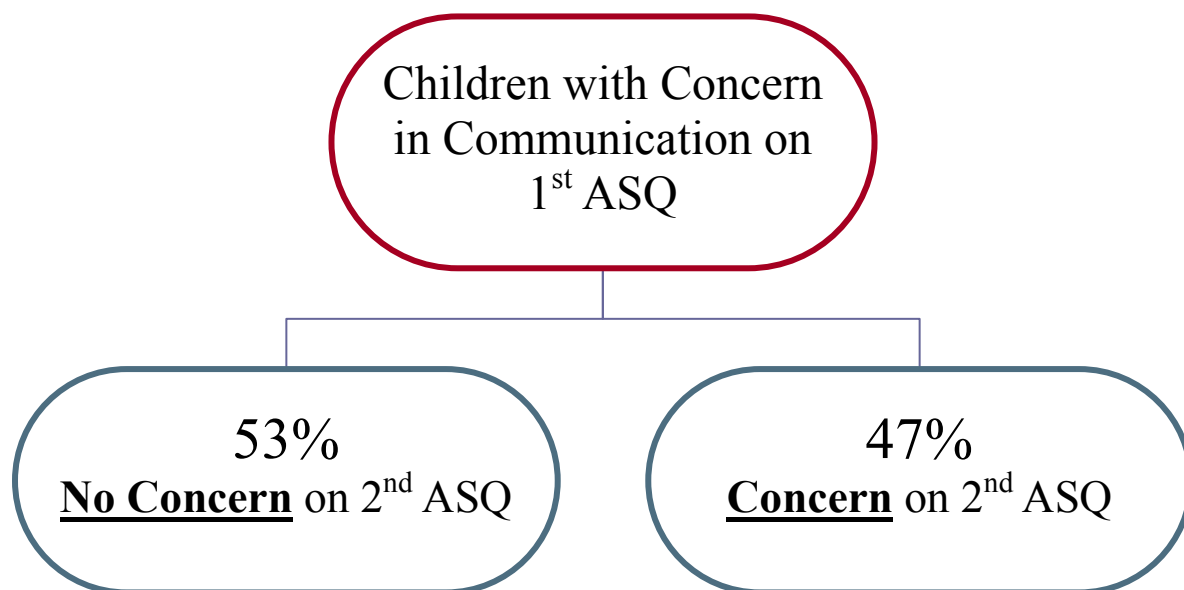 Children with Concern
in Communication on
1st ASQ
53%
No Concern on 2nd ASQ
47%
Concern on 2nd ASQ